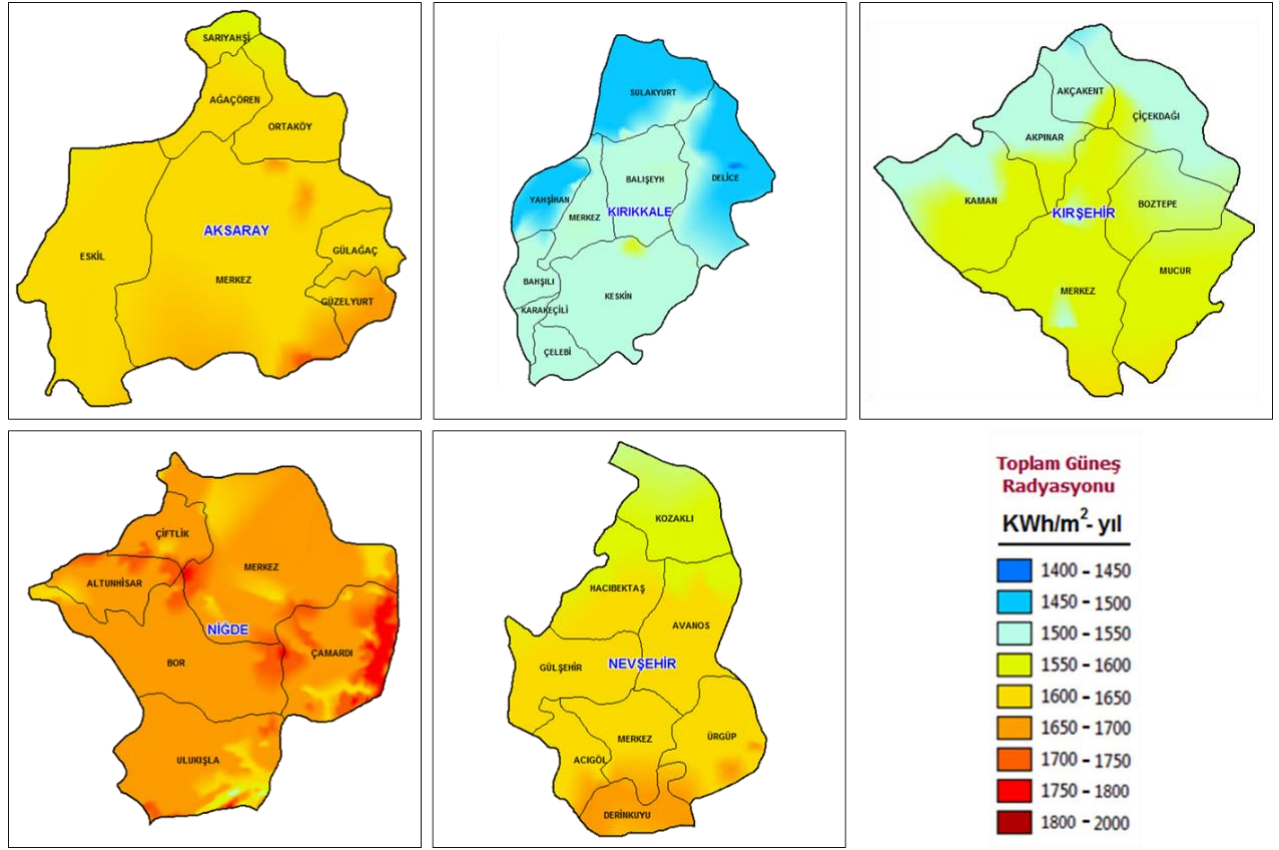 SARIYAHŞİ
AĞAÇÖREN
ORTAKÖY
AKSARAY
ESKİL
GÜLAĞAÇ
MERKEZ
GÜZELYURT
SULAKYURT
BALIŞEYH
DELİCE
YAHŞİHAN
MERKEZ
KIRIKKALE
BAHŞILI
KESKİN
KARAKEÇİLİ
ÇELEBİ
AKÇAKENT
ÇİÇEKDAĞI
AKPINAR
KAMAN
BOZTEPE
KIRŞEHİR
MUCUR
MERKEZ
ÇİFTLİK
MERKEZ
ALTUNHİSAR
NİĞDE
BOR
ÇAMARDI
ULUKIŞLA
KOZAKLI
HACIBEKTAŞ
AVANOS
GÜLŞEHİR
NEVŞEHİR
MERKEZ
ÜRGÜP
ACIGÖL
DERİNKUYU
Toplam Güneş
Radyasyonu
KWh/m²- yıl
1400 - 1450
1450 - 1500
1500 - 1550
1550 - 1600
1600 - 1650
1650 - 1700
1700 - 1750
1750 - 1800
1800 - 2000